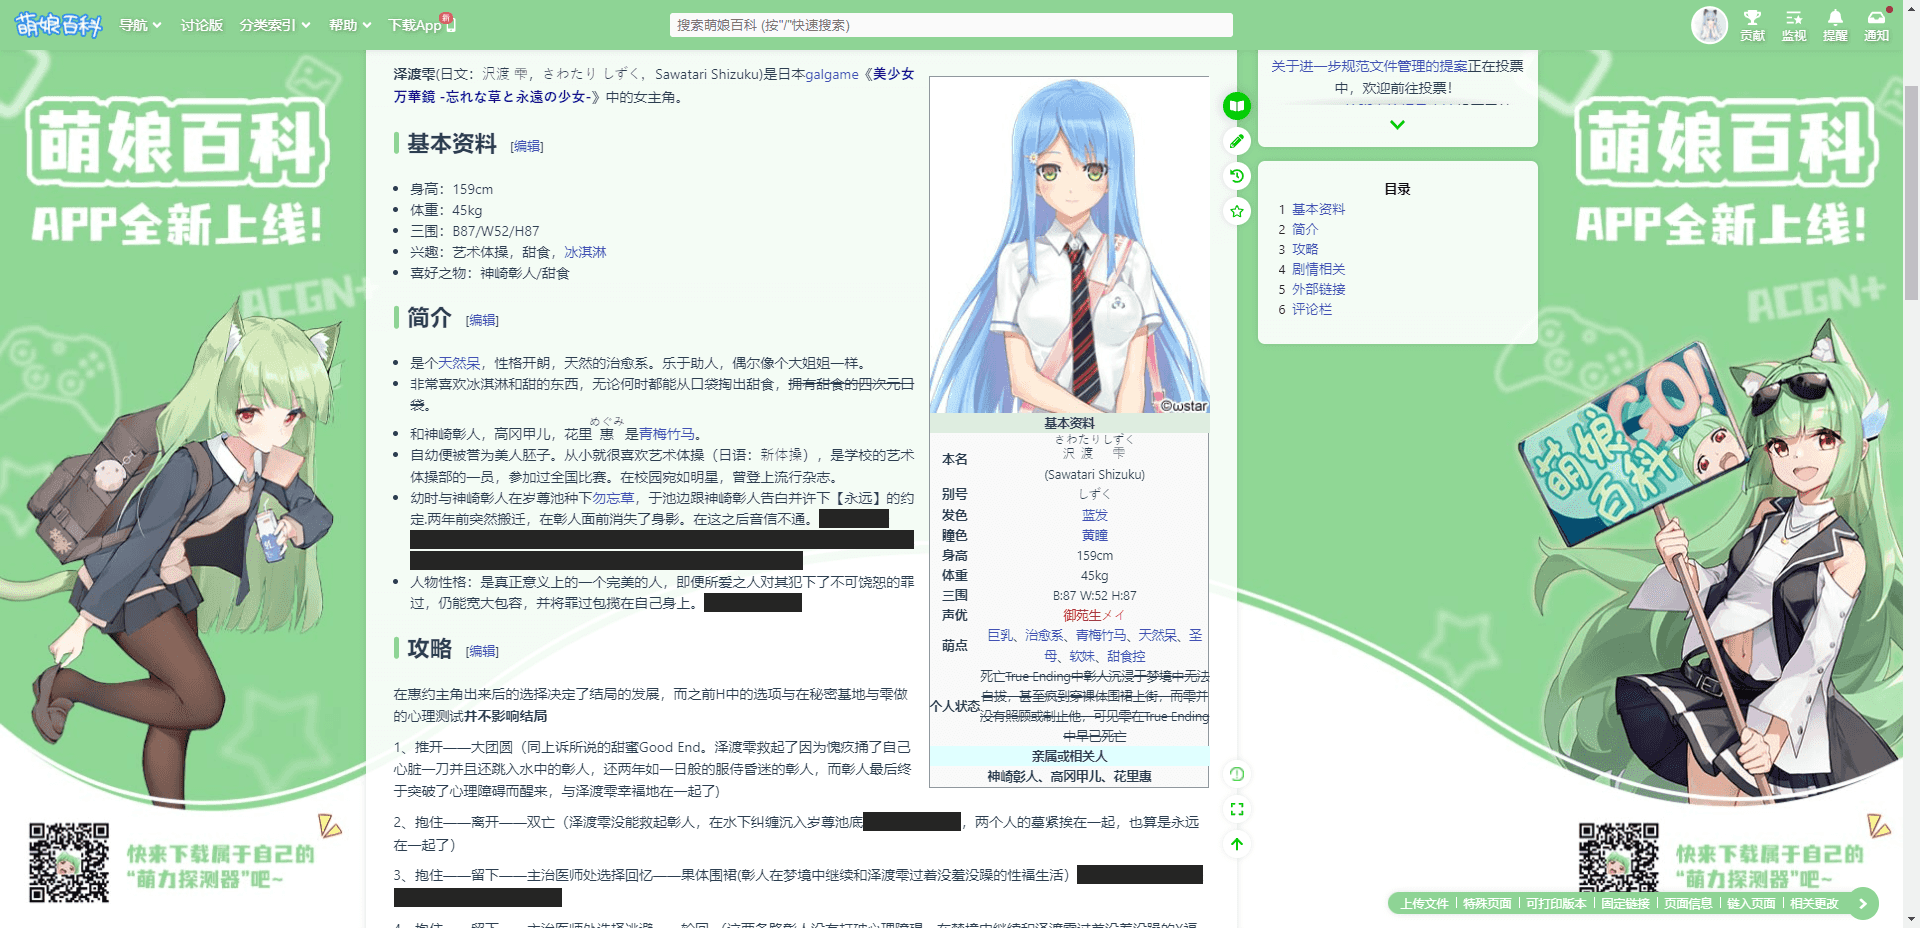 萌娘百科 导航 讨论版 分类索引 帮助 下载App 新
搜索萌娘百科 (按"/"快速搜索)
贡献 监视 提醒 通知
萌娘百科
APP全新上线!
ACGN+
快来下载属于自己的
“萌力探测器”吧~
泽渡雫(日文：沢渡 雫，さわたり しずく，Sawatari Shizuku)是日本galgame《美少女
万華鏡 -忘れな草と永遠の少女-》中的女主角。
基本资料 [编辑]
身高：159cm
体重：45kg
三围：B87/W52/H87
兴趣：艺术体操，甜食，冰淇淋
喜好之物：神崎彰人/甜食
简介 [编辑]
是个天然呆，性格开朗，天然的治愈系。乐于助人，偶尔像个大姐姐一样。
非常喜欢冰淇淋和甜的东西，无论何时都能从口袋掏出甜食，拥有甜食的四次元口
袋。
和神崎彰人，高冈甲儿，花里惠是青梅竹马。
めぐみ
自幼便被誉为美人胚子。从小就很喜欢艺术体操（日语：新体操），是学校的艺术
体操部的一员，参加过全国比赛。在校园宛如明星，曾登上流行杂志。
幼时与神崎彰人在岁尊池种下勿忘草，于池边跟神崎彰人告白并许下【永远】的约
定.两年前突然搬迁，在彰人面前消失了身影。在这之后音信不通。
人物性格：是真正意义上的一个完美的人，即便所爱之人对其犯下了不可饶恕的罪
过，仍能宽大包容，并将罪过包揽在自己身上。
攻略 [编辑]
在惠约主角出来后的选择决定了结局的发展，而之前H中的选项与在秘密基地与雫做
的心理测试并不影响结局
1、推开——大团圆（同上诉所说的甜蜜Good End。泽渡雫救起了因为愧疚捅了自己
心脏一刀并且还跳入水中的彰人，还两年如一日般的服侍昏迷的彰人，而彰人最后终
于突破了心理障碍而醒来，与泽渡雫幸福地在一起了)
2、抱住——离开——双亡（泽渡雫没能救起彰人，在水下纠缠沉入岁尊池底，两个人的墓紧挨在一起，也算是永远
在一起了）
3、抱住——留下——主治医师处选择回忆——果体围裙(彰人在梦境中继续和泽渡雫过着没羞没躁的性福生活）
©ωstar
基本资料
本名
さわたりしずく
沢渡 雫
(Sawatari Shizuku)
别号 しずく
发色 蓝发
瞳色 黄瞳
身高 159cm
体重 45kg
三围 B:87 W:52 H:87
声优 御苑生メイ
萌点 巨乳、治愈系、青梅竹马、天然呆、圣
母、软妹、甜食控
个人状态 死亡True Ending中彰人沉浸于梦境中无法
自拔，甚至疯到穿裸体围裙上街，而雫并
没有照顾或制止他，可见雫在True Ending
中早已死亡
亲属或相关人
神崎彰人、高冈甲儿、花里惠
关于进一步规范文件管理的提案正在投票
中，欢迎前往投票！
目录
1 基本资料
2 简介
3 攻略
4 剧情相关
5 外部链接
6 评论栏
萌娘百科
APP全新上线!
ACGN+
萌娘百科 GO!
快来下载属于自己的
“萌力探测器”吧~
上传文件 | 特殊页面 | 可打印版本 | 固定链接 | 页面信息 | 链入页面 | 相关更改